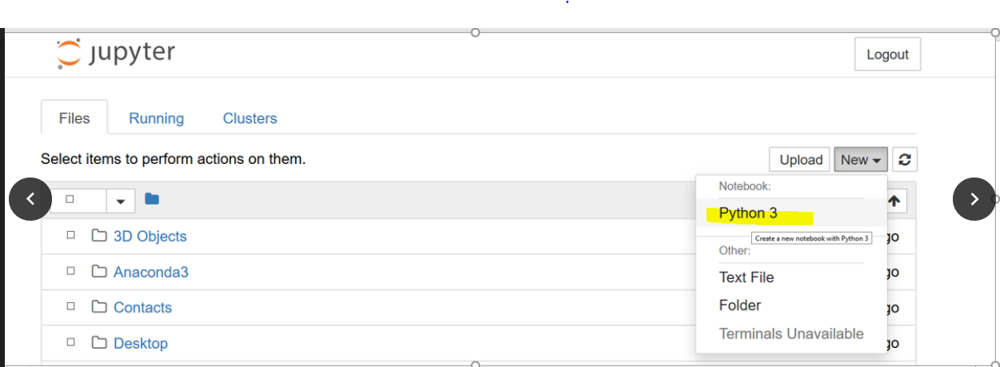 jupyter
Logout
Files Running Clusters
Select items to perform actions on them.
Upload New
Notebook:
Python 3
Create a new notebook with Python 3
3D Objects go
Other:
Anaconda3 go
Text File
Contacts go
Folder
Terminals Unavailable
Desktop go